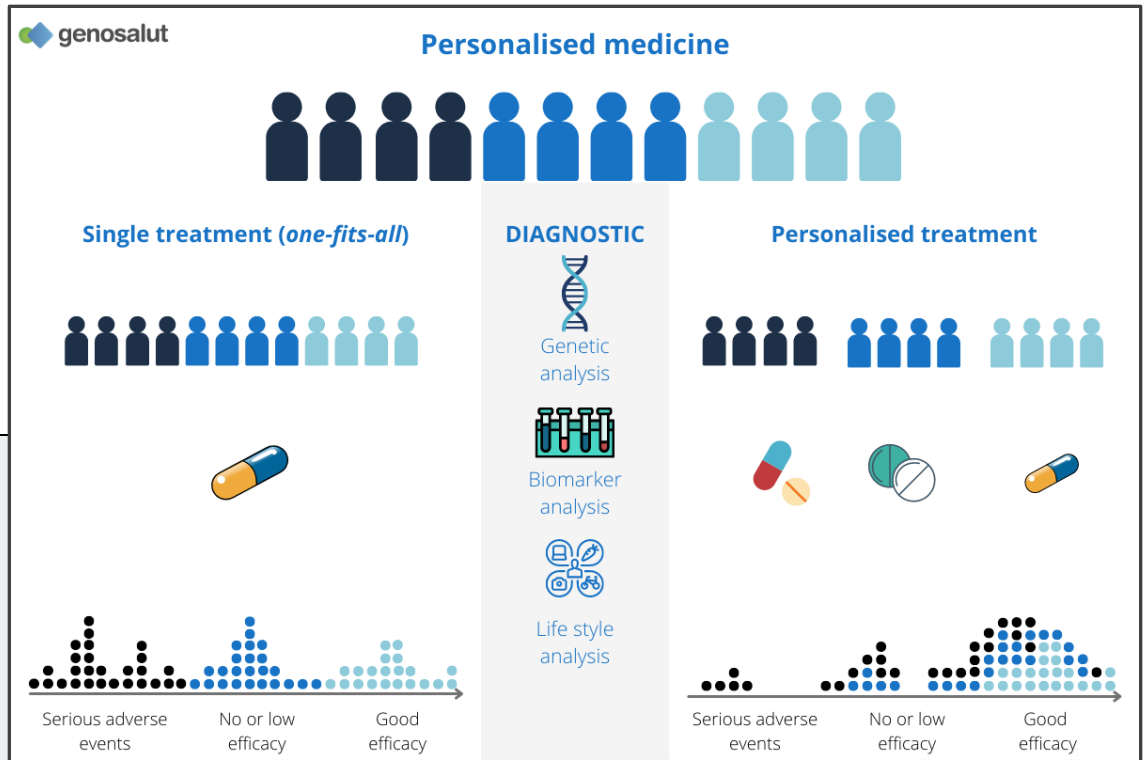 genosalut
Personalised medicine
Single treatment (one-fits-all)
DIAGNOSTIC
Personalised treatment
Genetic
analysis
Biomarker
analysis
Life style
analysis
Serious adverse
events
No or low
efficacy
Good
efficacy
Serious adverse
events
No or low
efficacy
Good
efficacy